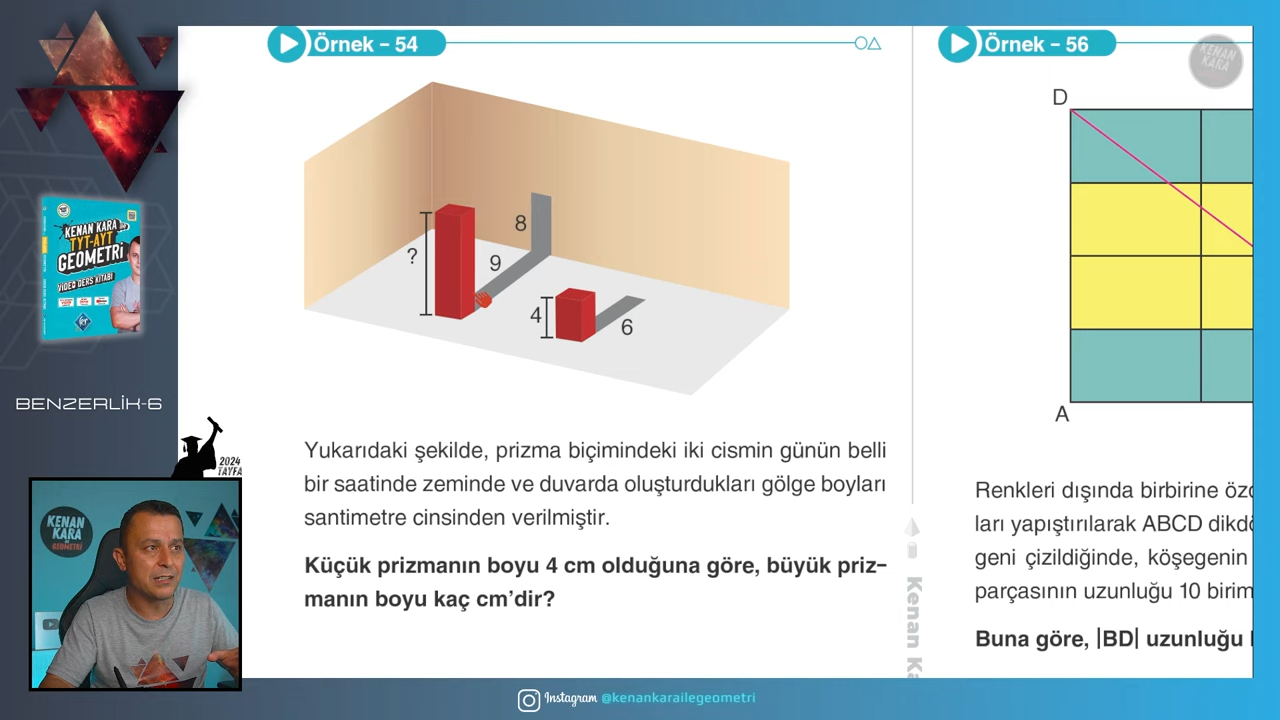 Örnek – 54
?
8
9
4
6
Yukarıdaki şekilde, prizma biçimindeki iki cismin günün belli
bir saatinde zeminde ve duvarda oluşturdukları gölge boyları
santimetre cinsinden verilmiştir.
Küçük prizmanın boyu 4 cm olduğuna göre, büyük priz-
manın boyu kaç cm’dir?
Örnek – 56
KENAN
KARA
D
A
Renkleri dışında birbirine özd
ları yapıştırılarak ABCD dikdö
geni çizildiğinde, köşegenin
parçasının uzunluğu 10 birim
Buna göre, |BD| uzunluğu
Kenan Ka
KENAN KARA
TYT-AYT
GEOMETRİ
VİDEO DERS KİTABI
BENZERLİK-6
2024
TAYFA
KENAN
KARA
GEOMETRİ
Instagram @kenankarailegeometri